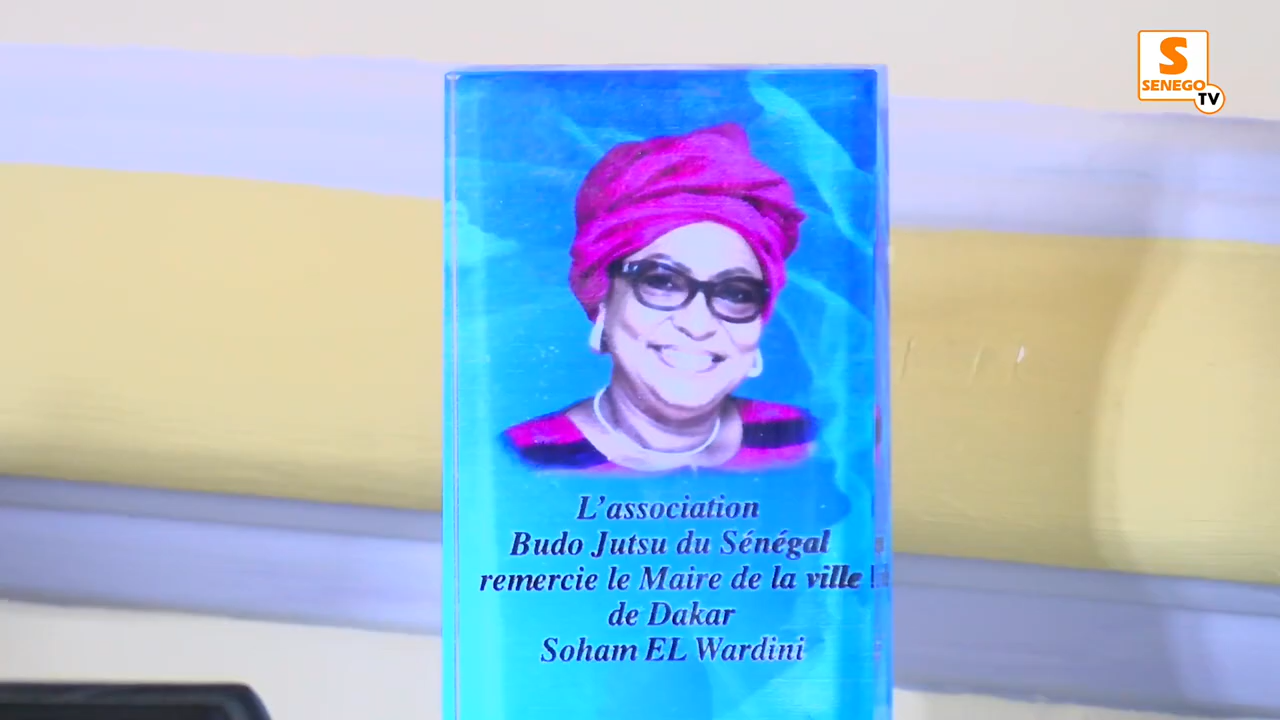 S
SENEGO
TV
L'association
Budo Jutsu du Sénégal
remercie le Maire de la ville
de Dakar
Soham EL Wardini